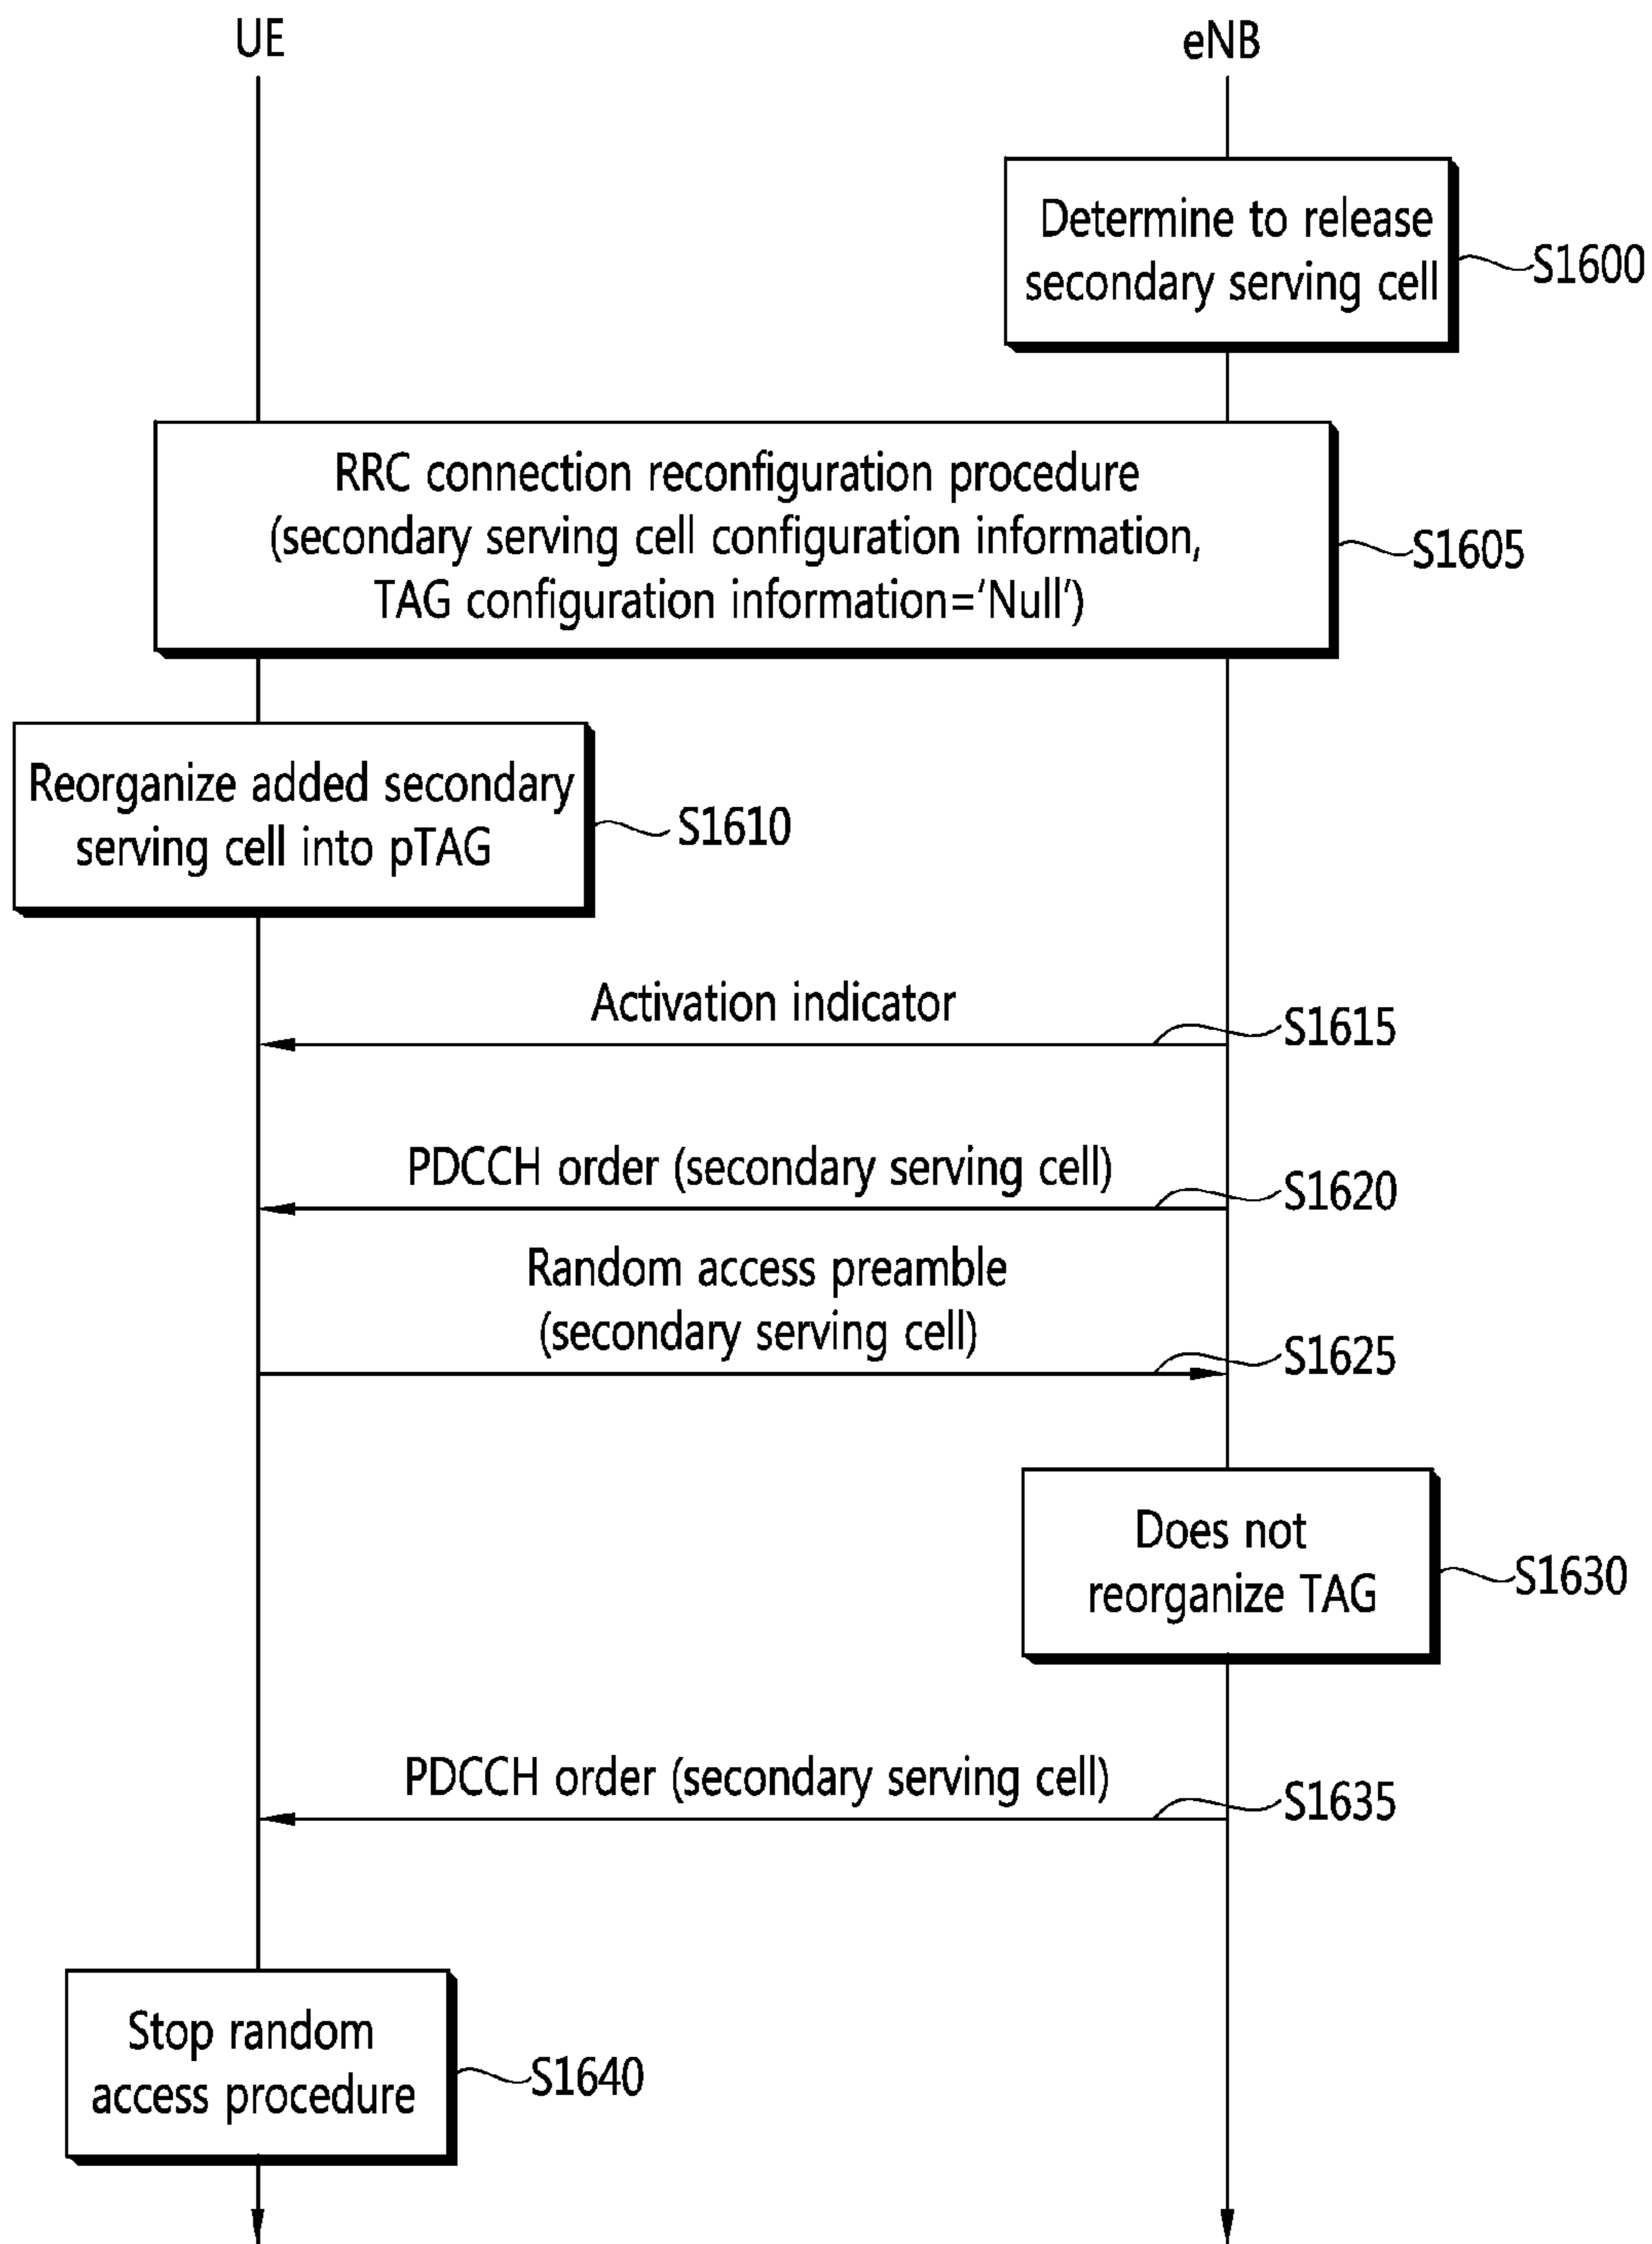 UE
eNB
Determine to release
secondary serving cell
S1600
RRC connection reconfiguration procedure
(secondary serving cell configuration information,
TAG configuration information=‘Null’)
S1605
Reorganize added secondary
serving cell into pTAG
S1610
Activation indicator
S1615
PDCCH order (secondary serving cell)
S1620
Random access preamble
(secondary serving cell)
S1625
Does not
reorganize TAG
S1630
PDCCH order (secondary serving cell)
S1635
Stop random
access procedure
S1640